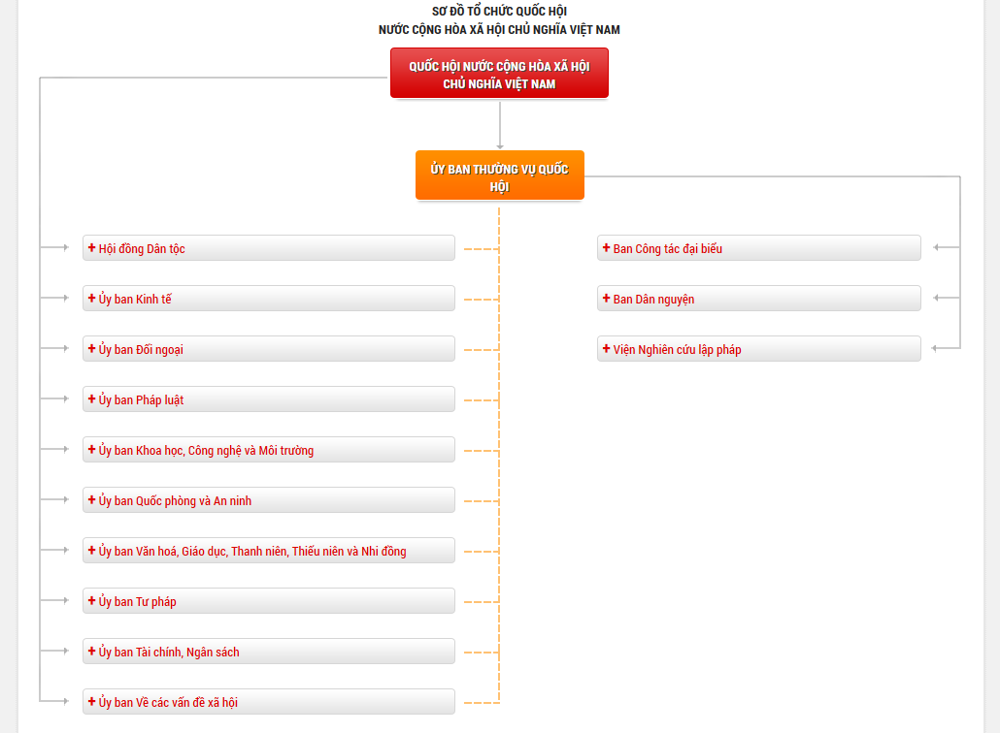 SƠ ĐỒ TỔ CHỨC QUỐC HỘI
NƯỚC CỘNG HÒA XÃ HỘI CHỦ NGHĨA VIỆT NAM
QUỐC HỘI NƯỚC CỘNG HÒA XÃ HỘI
CHỦ NGHĨA VIỆT NAM
ỦY BAN THƯỜNG VỤ QUỐC
HỘI
+ Hội đồng Dân tộc
+ Ủy ban Kinh tế
+ Ủy ban Đối ngoại
+ Ủy ban Pháp luật
+ Ủy ban Khoa học, Công nghệ và Môi trường
+ Ủy ban Quốc phòng và An ninh
+ Ủy ban Văn hoá, Giáo dục, Thanh niên, Thiếu niên và Nhi đồng
+ Ủy ban Tư pháp
+ Ủy ban Tài chính, Ngân sách
+ Ủy ban Về các vấn đề xã hội
+ Ban Công tác đại biểu
+ Ban Dân nguyện
+ Viện Nghiên cứu lập pháp